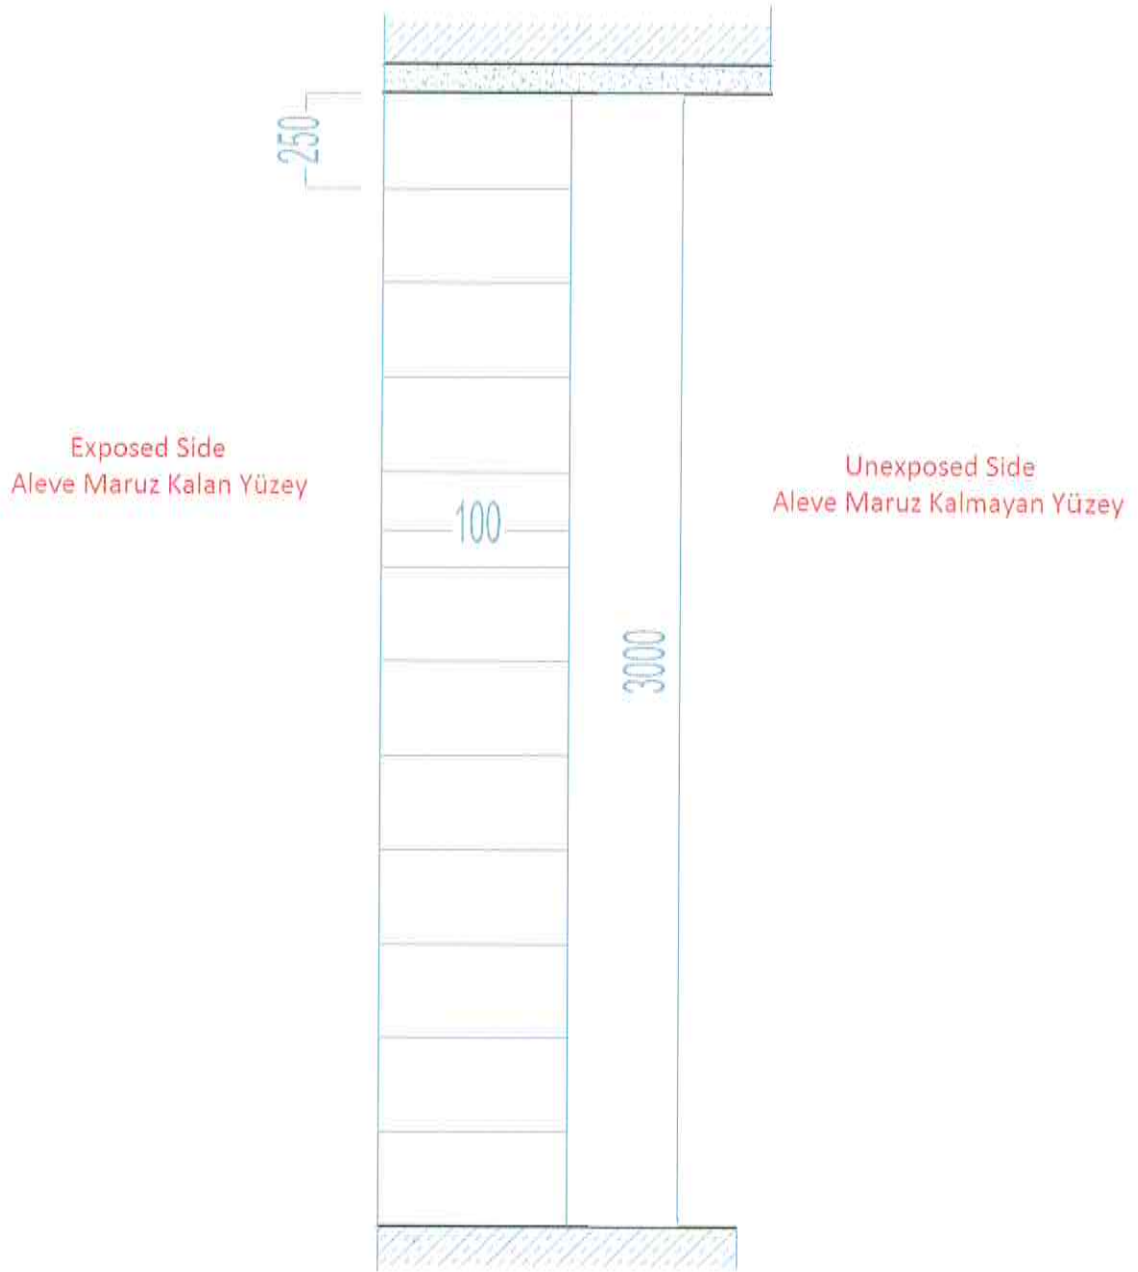 250
Exposed Side
Aleve Maruz Kalan Yüzey
Unexposed Side
Aleve Maruz Kalmayan Yüzey
100
3000